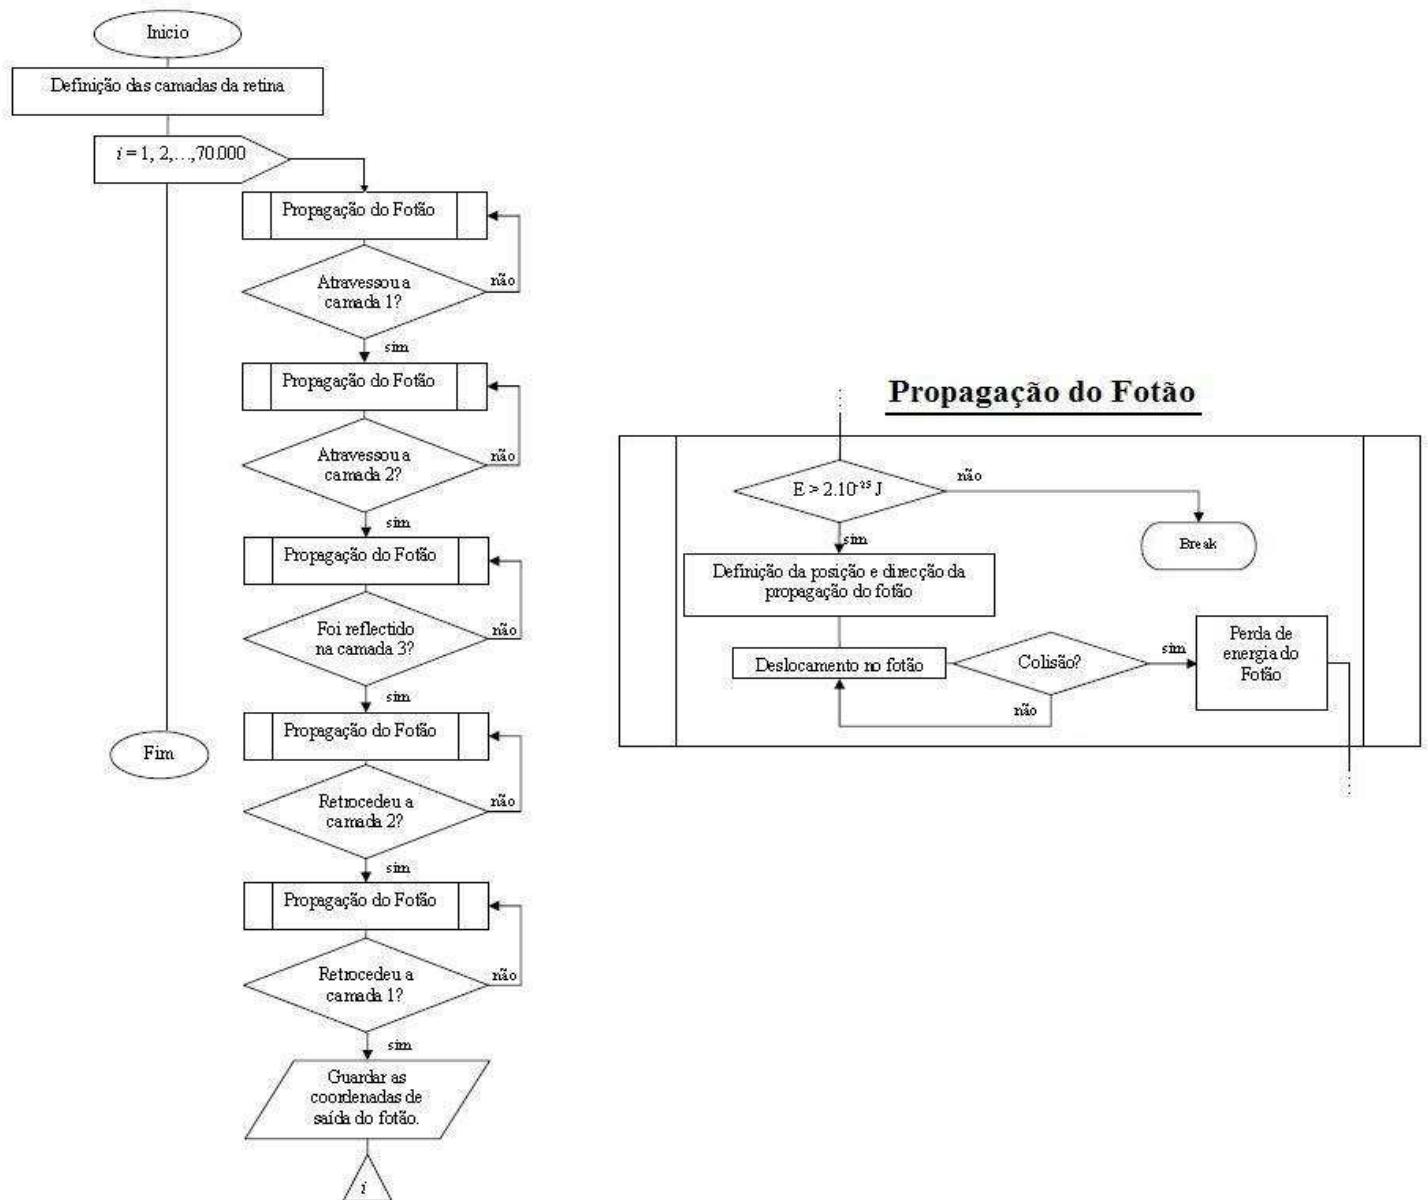 Inicio
Definição das camadas da retina
i = 1, 2,...,70.000
Propagação do Fotão
não
Atravessou a
camada 1?
sim
Propagação do Fotão
não
Atravessou a
camada 2?
sim
Propagação do Fotão
não
Foi reflectido
na camada 3?
sim
Propagação do Fotão
não
Retrocedeu a
camada 2?
sim
Propagação do Fotão
não
Retrocedeu a
camada 1?
sim
Guardar as
coordenadas de
saída do fotão.
i
Fim
Propagação do Fotão
E > 2.10⁻²⁵ J
não
Break
sim
Definição da posição e direcção da
propagação do fotão
Deslocamento no fotão
Colisão?
sim
não
Perda de
energia do
Fotão